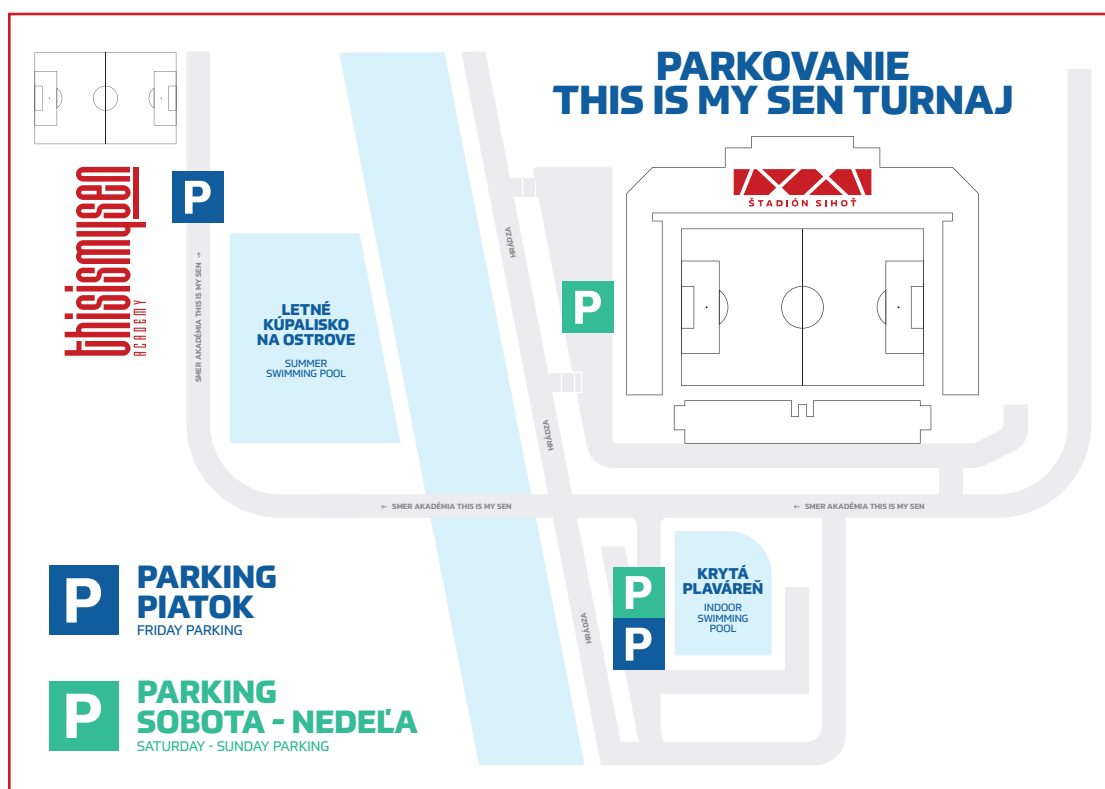 PARKOVANIE
THIS IS MY SEN TURNAJ
thisismysen
ACADEMY
P
SMER AKADÉMIA THIS IS MY SEN →
LETNÉ
KÚPALISKO
NA OSTROVE
SUMMER
SWIMMING POOL
HRÁDZA
ŠTADIÓN SIHOŤ
P
HRÁDZA
← SMER AKADÉMIA THIS IS MY SEN
← SMER AKADÉMIA THIS IS MY SEN
P
P
HRÁDZA
KRYTÁ
PLAVÁREŇ
INDOOR
SWIMMING
POOL
P
PARKING
PIATOK
FRIDAY PARKING
P
PARKING
SOBOTA - NEDEĽA
SATURDAY - SUNDAY PARKING